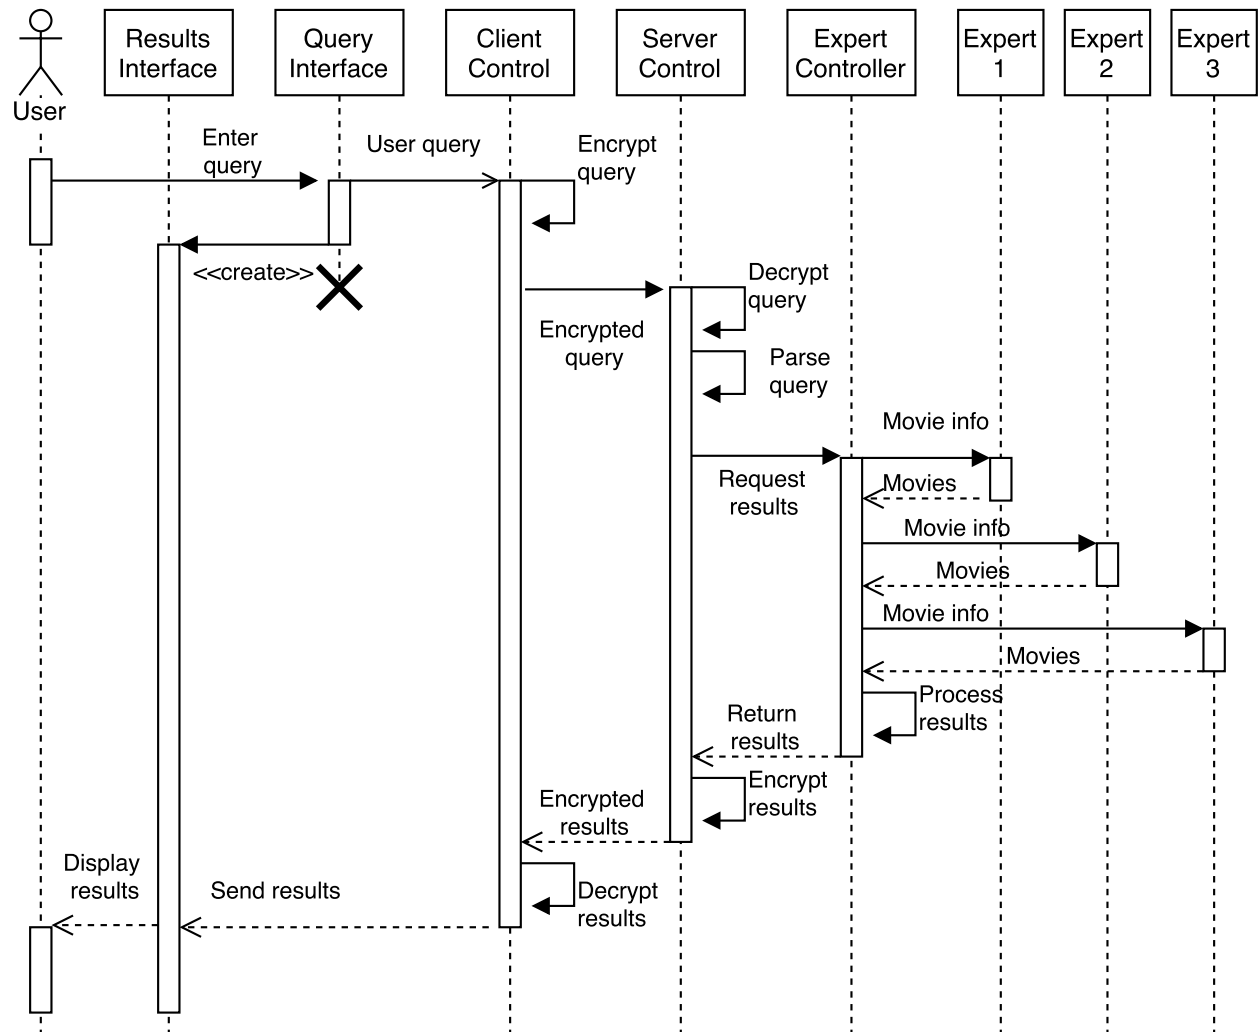 User
Results
Interface
Query
Interface
Client
Control
Server
Control
Expert
Controller
Expert
1
Expert
2
Expert
3
Enter
query
User query
Encrypt
query
<<create>>
Decrypt
query
Encrypted
query
Parse
query
Movie info
Request
results
Movies
Movie info
Movies
Movie info
Movies
Process
results
Return
results
Encrypt
results
Encrypted
results
Display
results
Send results
Decrypt
results